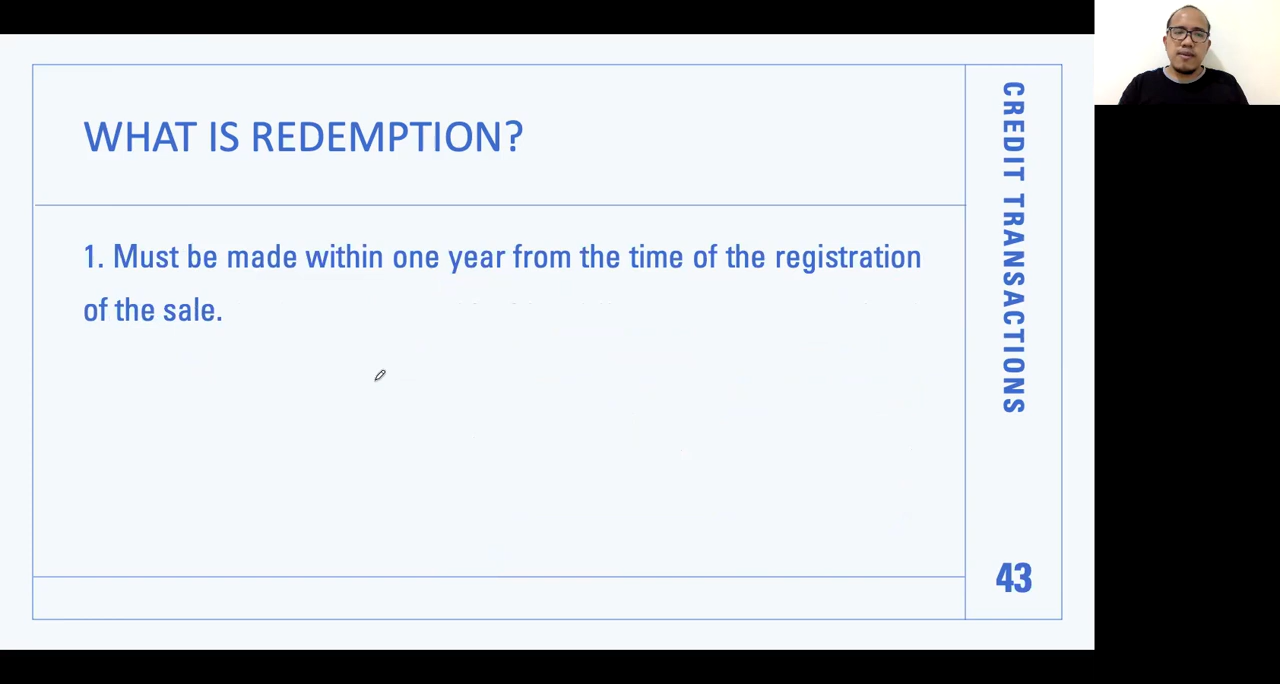 WHAT IS REDEMPTION?
1. Must be made within one year from the time of the registration
of the sale.
CREDIT TRANSACTIONS
43